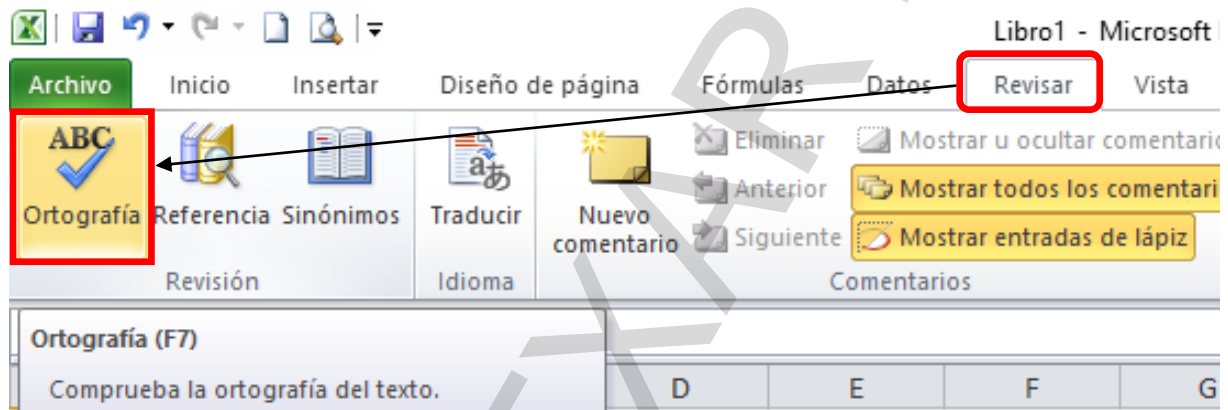 Libro1 - Microsoft
Archivo Inicio Insertar Diseño de página Fórmulas Datos Revisar Vista
ABC
Eliminar Mostrar u ocultar
Anterior Mostrar todos los
Ortografía Referencia Sinónimos Traducir Nuevo comentario Siguiente Mostrar entradas de lápiz
Revisión Idioma Comentarios
Ortografía (F7)
Comprueba la ortografía del texto.
D E F G